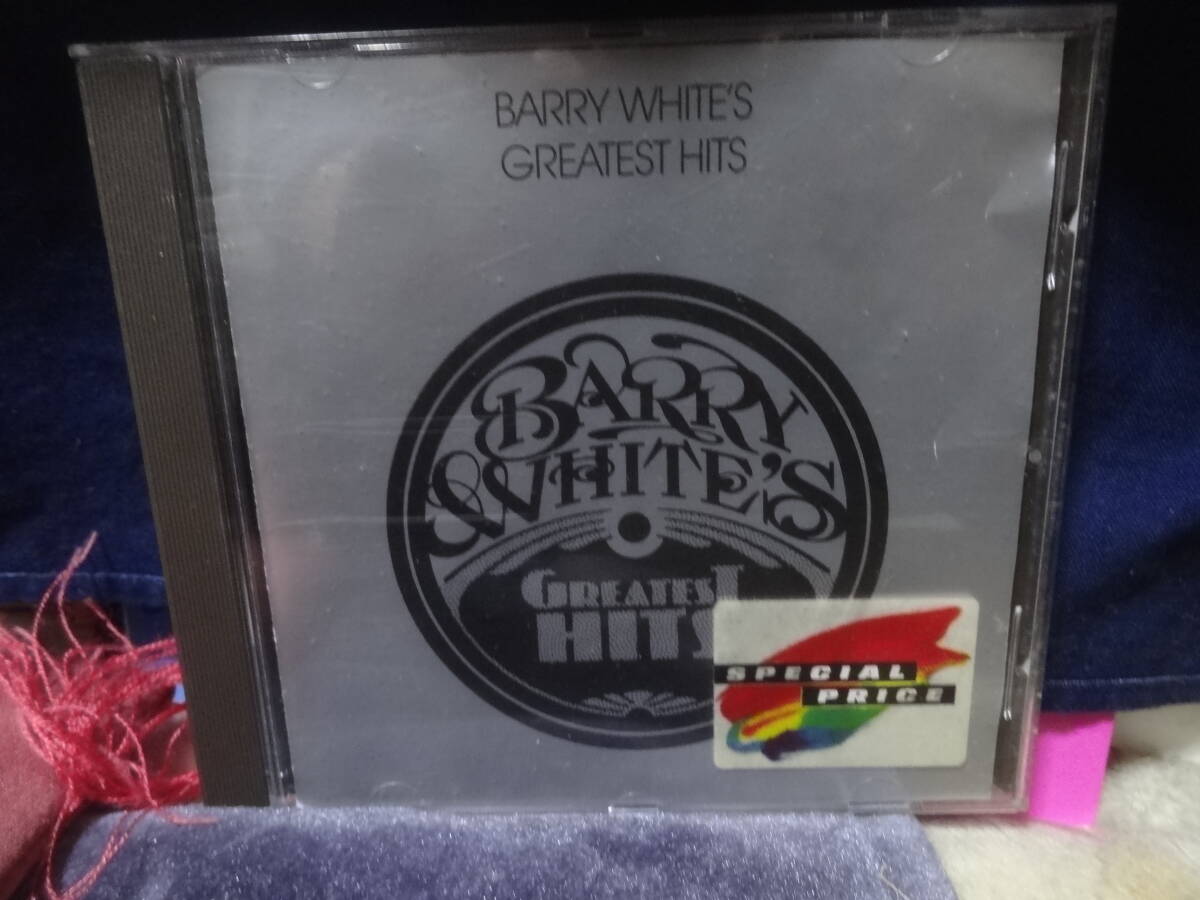 BARRY WHITE'S
GREATEST HITS
BARRY
WHITE'S
GREATEST
HITS
SPECIAL
PRICE